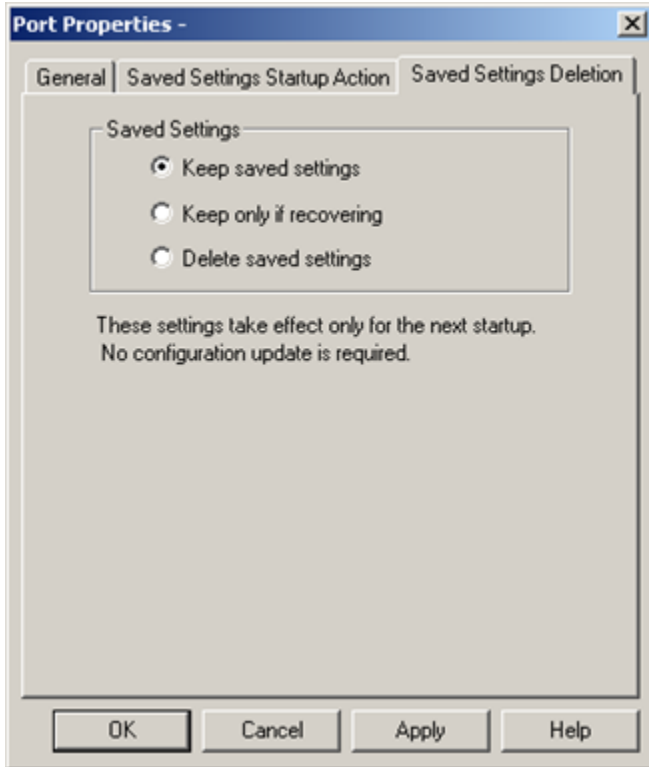 Port Properties -
General
Saved Settings Startup Action
Saved Settings Deletion
Saved Settings
Keep saved settings
Keep only if recovering
Delete saved settings
These settings take effect only for the next startup.
No configuration update is required.
OK
Cancel
Apply
Help